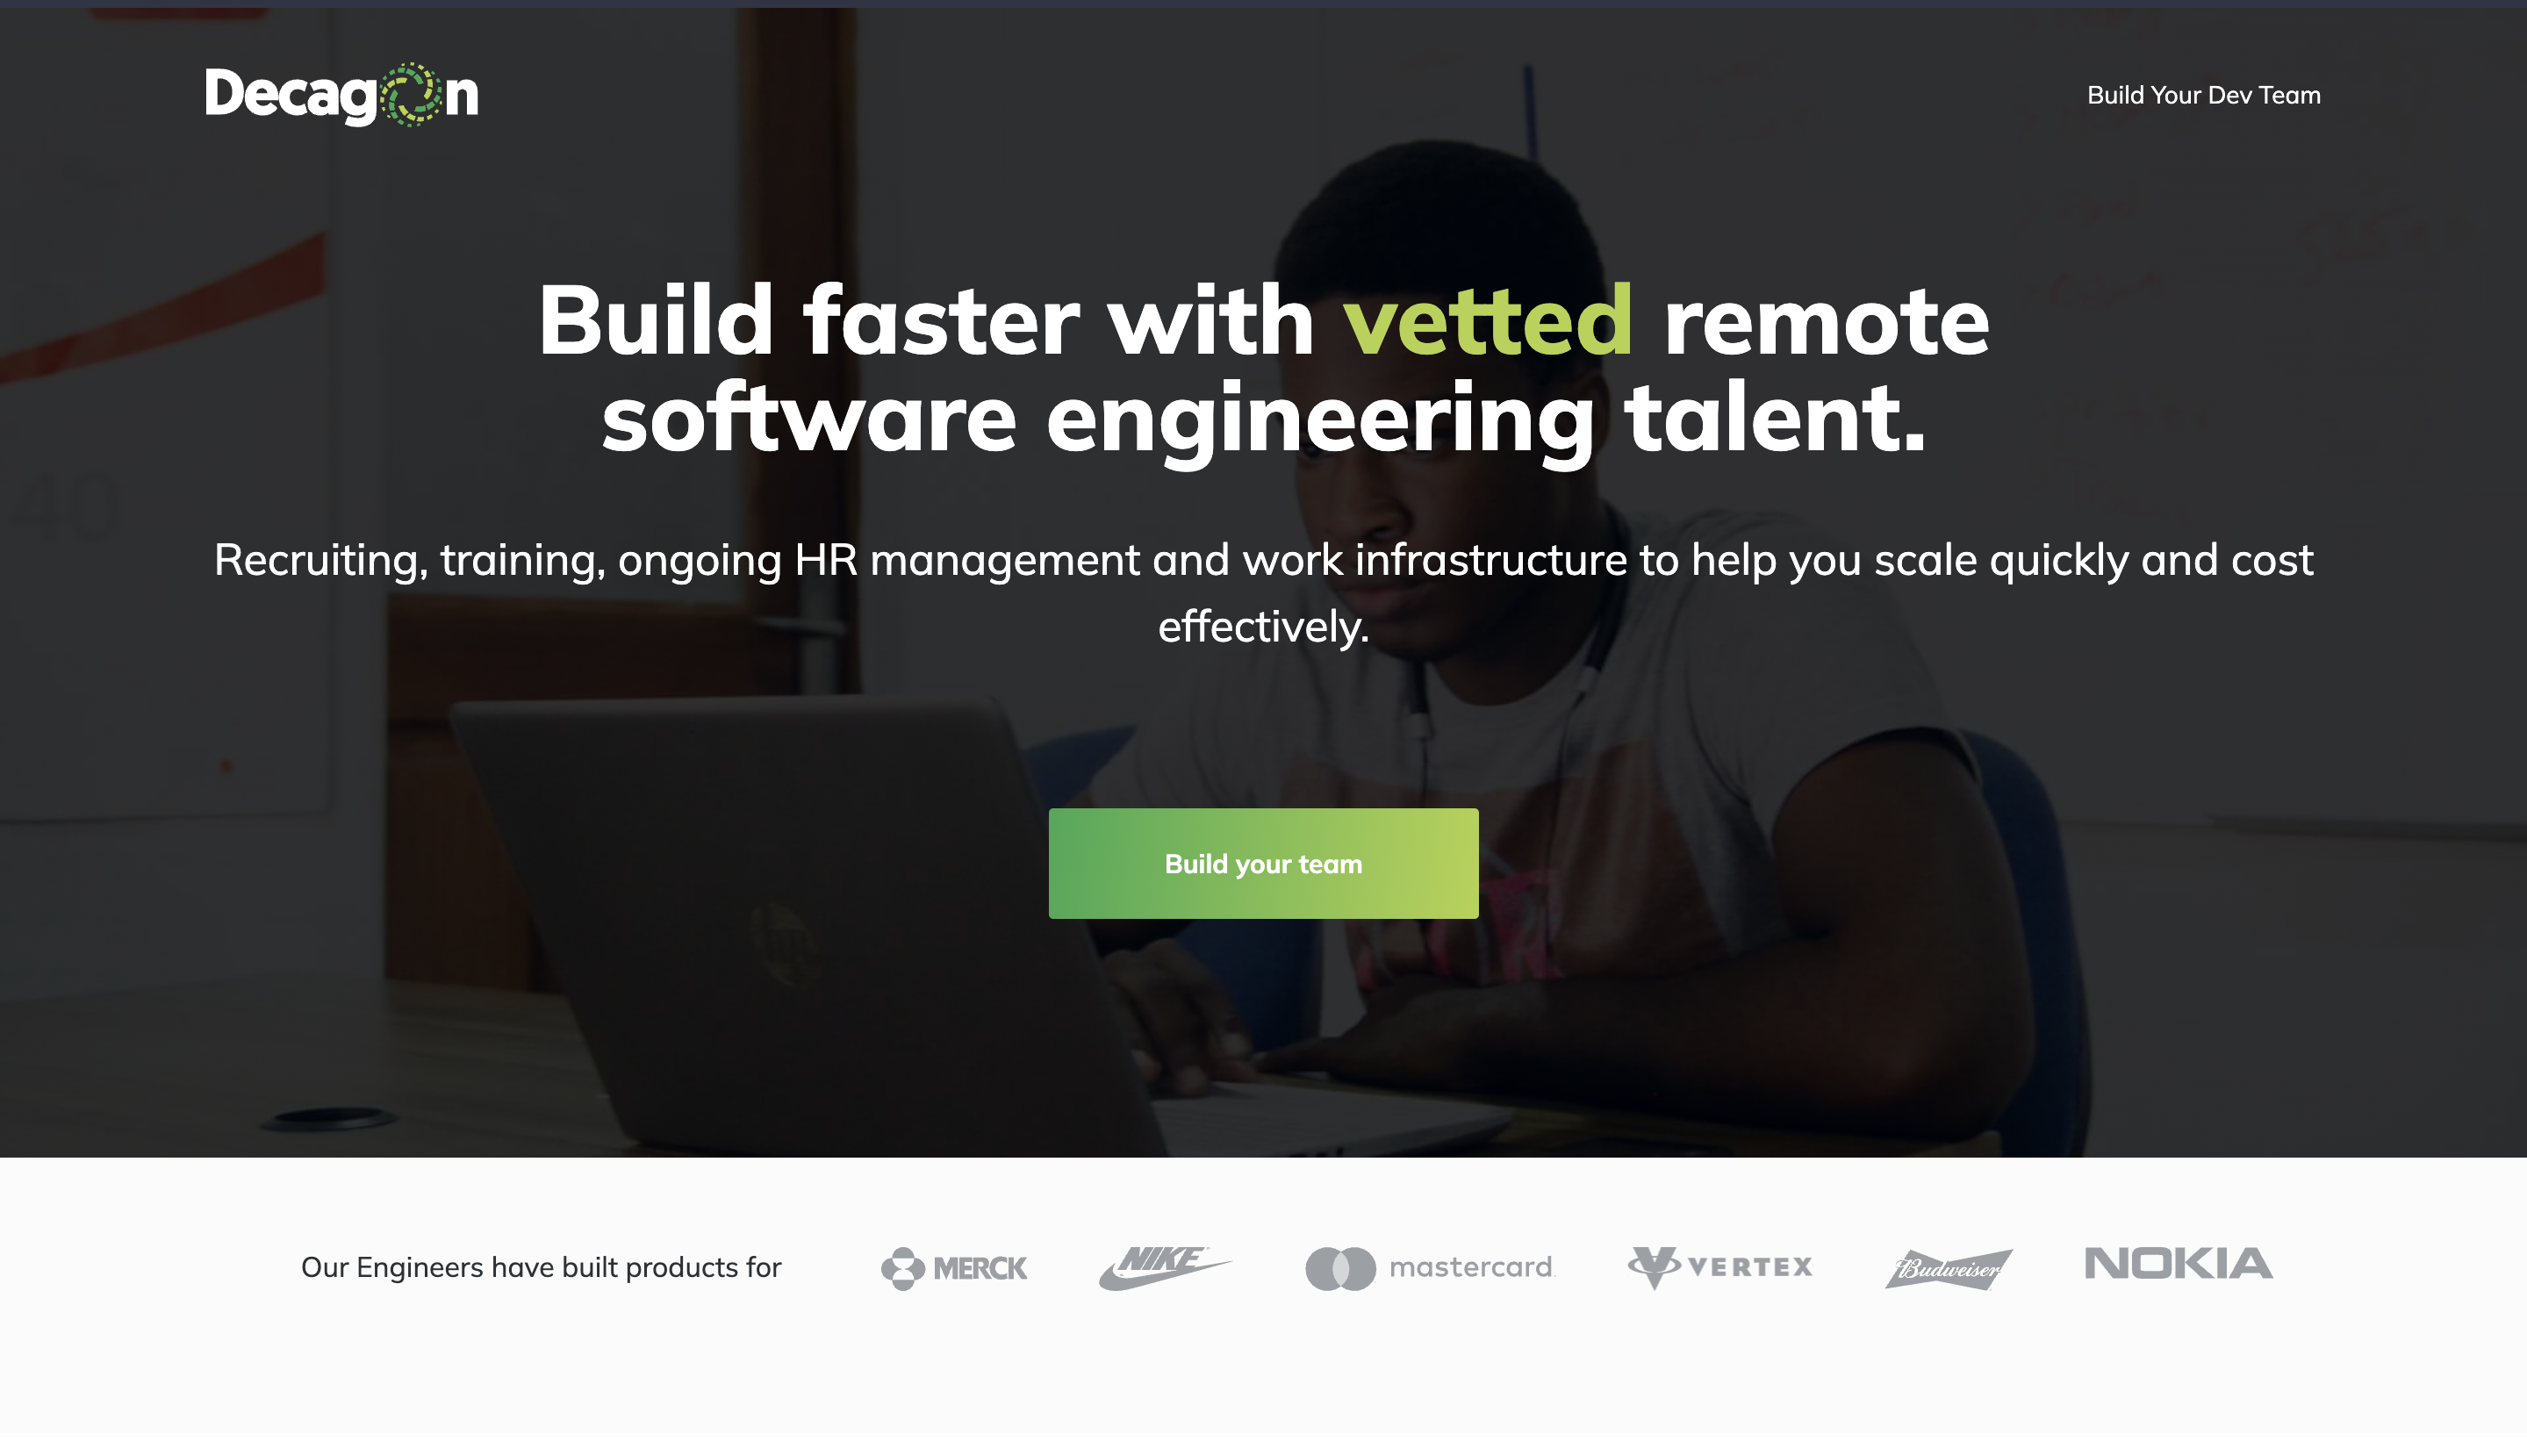 Decagon
Build Your Dev Team
Build faster with vetted remote
software engineering talent.
Recruiting, training, ongoing HR management and work infrastructure to help you scale quickly and cost
effectively.
Build your team
hp
40
Our Engineers have built products for
MERCK
NIKE
mastercard
VERTEX
Budweiser
NOKIA